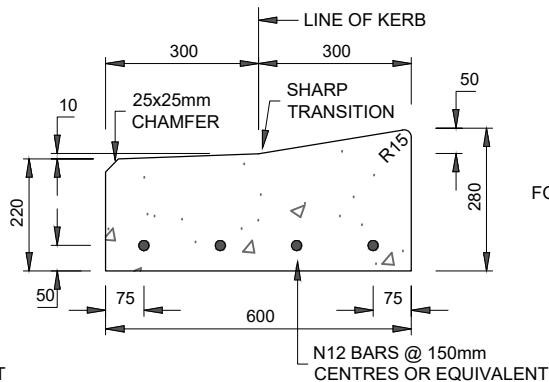 LINE OF KERB
300
300
10
25x25mm
CHAMFER
SHARP
TRANSITION
50
R15
220
280
FO
50
75
75
600
N12 BARS @ 150mm
CENTRES OR EQUIVALENT
T